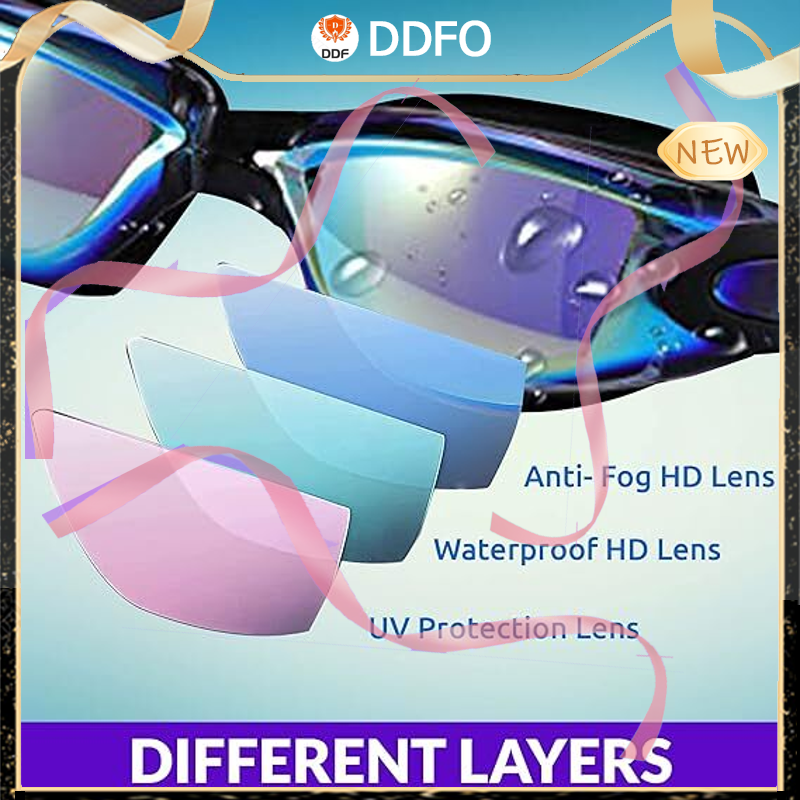 DDF
DDFO
NEW
Anti- Fog HD Lens
Waterproof HD Lens
UV Protection Lens
DIFFERENT LAYERS